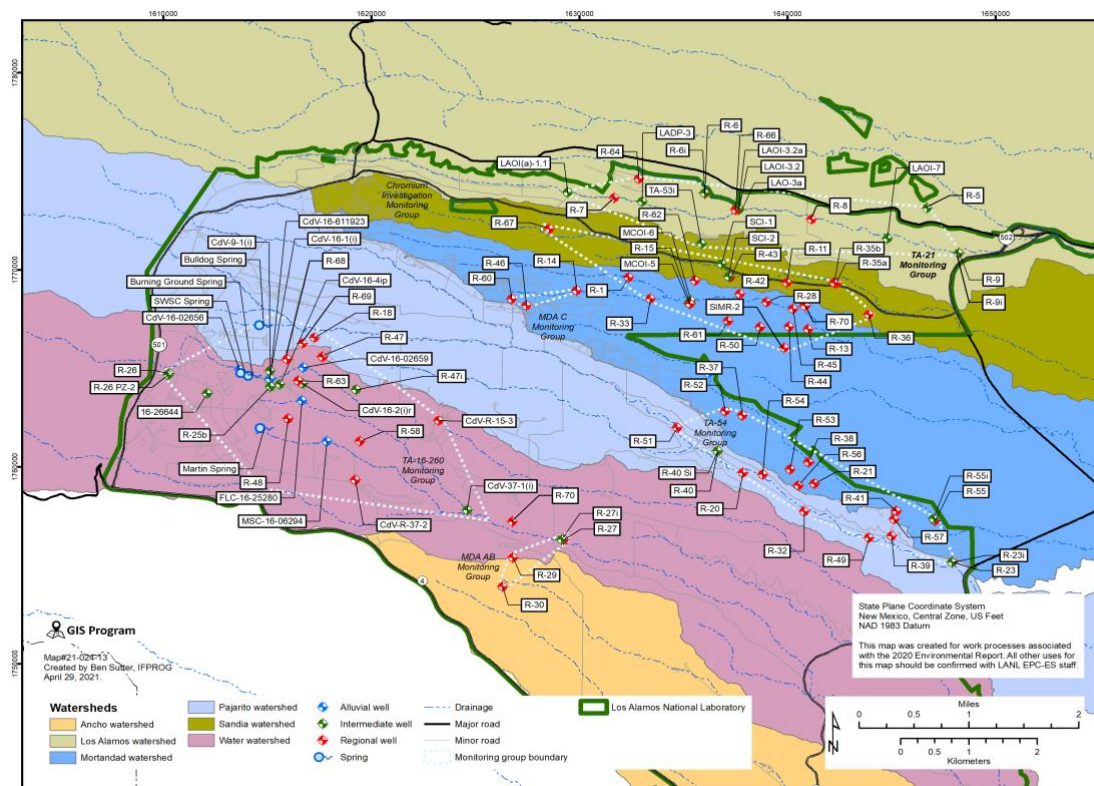 1610000
1620000
1630000
1640000
1650000
1780000
1770000
1760000
1750000
LADP-3
R-6
R-66
R-64
R-6i
LAOI-3.2a
LAOI(a)-1.1
LAOI-3.2
LAOI-7
TA-53i
LAO-3a
R-5
Chromium
Investigation
Monitoring
Group
R-7
R-62
SCI-1
R-8
R-67
MCOI-6
SCI-2
502
CdV-16-611923
R-15
R-43
R-11
R-35b
TA-21
Monitoring
Group
CdV-9-1(i)
CdV-16-1(i)
R-14
MCOI-5
R-35a
Bulldog Spring
R-68
R-46
R-42
R-9
Burning Ground Spring
CdV-16-4ip
R-60
R-1
R-28
SWSC Spring
R-69
SIMR-2
R-9i
CdV-16-02656
R-18
MDA C
Monitoring
Group
R-33
R-70
R-47
R-61
R-36
501
R-50
R-13
CdV-16-02659
R-37
R-45
R-26
R-63
R-47i
R-44
R-26 PZ-2
R-52
R-54
16-26644
CdV-16-2(i)r
CdV-R-15-3
R-53
R-25b
R-58
R-51
TA-54
Monitoring
Group
R-38
R-56
Martin Spring
TA-16-260
Monitoring
Group
R-40 Si
R-21
R-55i
R-48
CdV-37-1(i)
R-40
R-41
R-55
FLC-16-25280
R-70
R-20
MSC-16-06294
R-27i
R-57
CdV-R-37-2
R-27
R-32
R-23i
MDA AB
Monitoring
Group
R-49
R-39
R-23
R-29
4
R-30
State Plane Coordinate System
New Mexico, Central Zone, US Feet
NAD 1983 Datum
This map was created for work processes associated
with the 2020 Environmental Report. All other uses for
this map should be confirmed with LANL EPC-ES staff.
GIS Program
Map#21-024-13
Created by Ben Sutter, IFPROG
April 29, 2021.
Watersheds
Ancho watershed
Los Alamos watershed
Mortandad watershed
Pajarito watershed
Sandia watershed
Water watershed
Alluvial well
Intermediate well
Regional well
Spring
Drainage
Major road
Minor road
Monitoring group boundary
Los Alamos National Laboratory
N
Miles
0 0.5 1 2
0 0.5 1 2
Kilometers